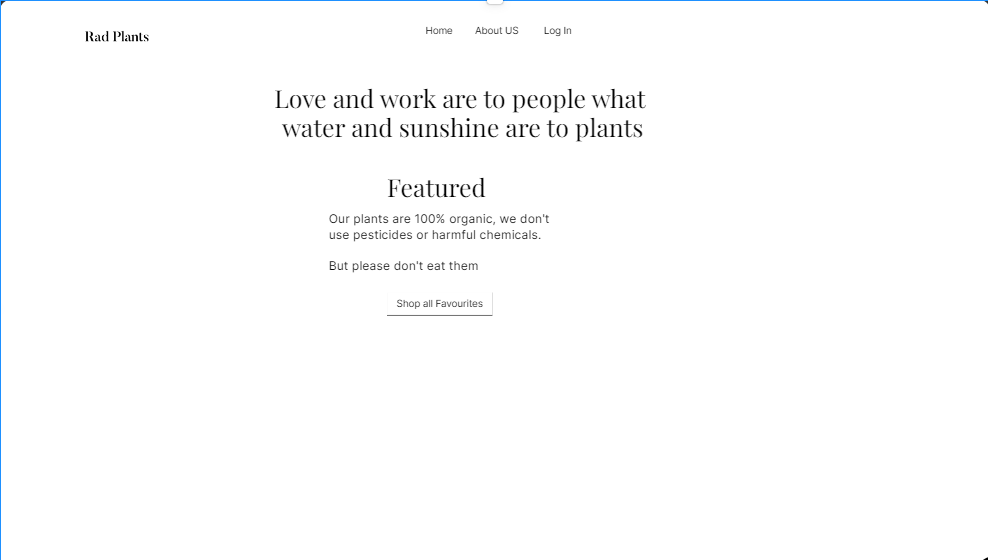 Rad Plants
Home About US Log In
Love and work are to people what
water and sunshine are to plants
Featured
Our plants are 100% organic, we don't
use pesticides or harmful chemicals.
But please don't eat them
Shop all Favourites